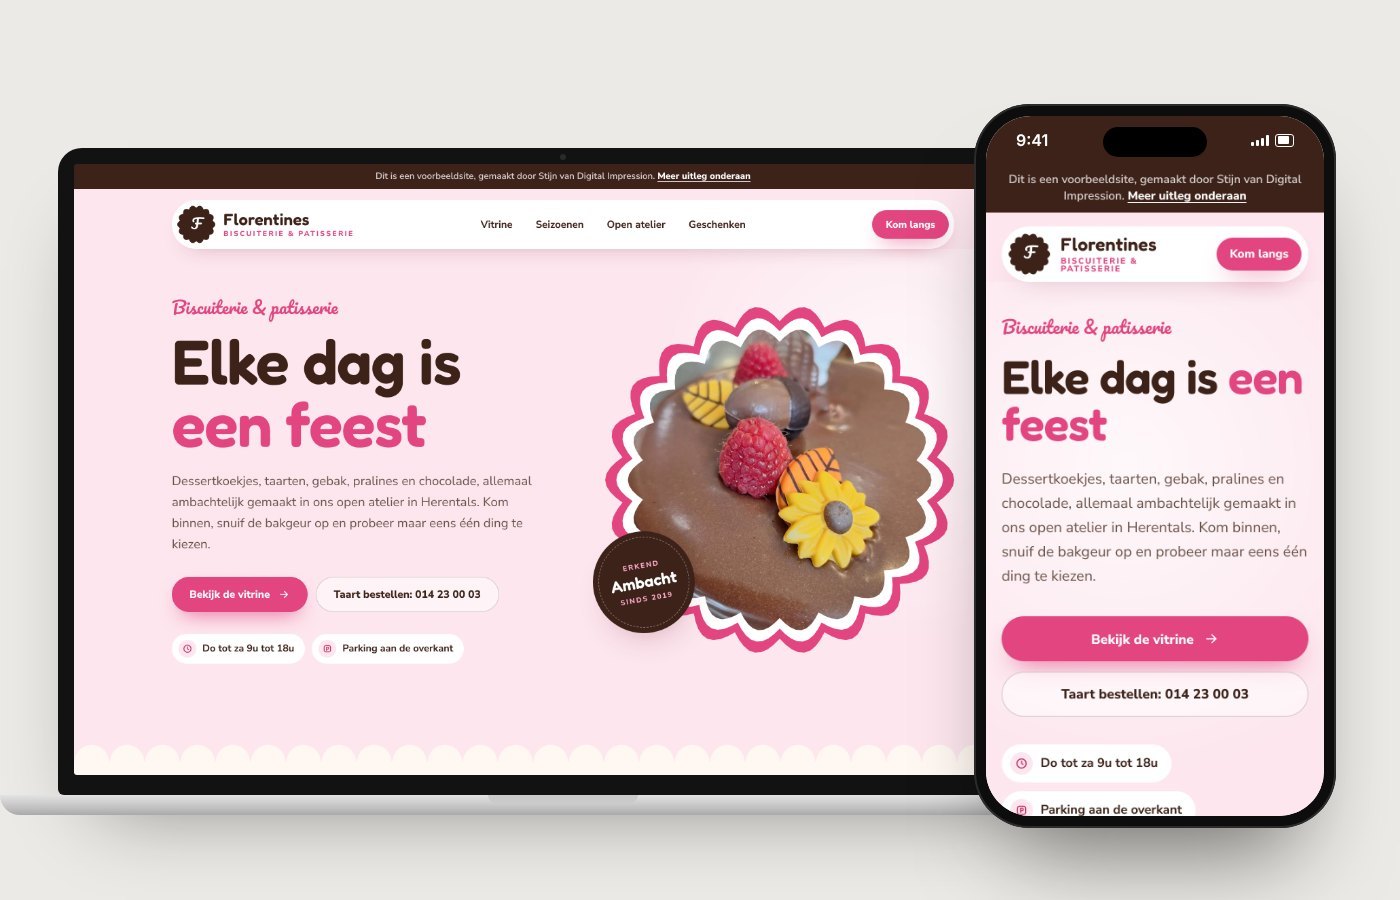 Dit is een voorbeeldsite, gemaakt door Stijn van Digital Impression. Meer uitleg onderaan
F
Florentines
BISCUITERIE & PATISSERIE
Vitrine
Seizoenen
Open atelier
Geschenken
Kom langs
Biscuiterie & patisserie
Elke dag is
een feest
Dessertkoekjes, taarten, gebak, pralines en chocolade, allemaal
ambachtelijk gemaakt in ons open atelier in Herentals. Kom
binnen, snuif de bakgeur op en probeer maar eens één ding te
kiezen.
Bekijk de vitrine →
Taart bestellen: 014 23 00 03
Do tot za 9u tot 18u
P
Parking aan de overkant
ERKEND
Ambacht
SINDS 2019
9:41
Dit is een voorbeeldsite, gemaakt door Stijn van Digital
Impression. Meer uitleg onderaan
F
Florentines
BISCUITERIE &
PATISSERIE
Kom langs
Biscuiterie & patisserie
Elke dag is een
feest
Dessertkoekjes, taarten, gebak, pralines en
chocolade, allemaal ambachtelijk gemaakt in
ons open atelier in Herentals. Kom binnen,
snuif de bakgeur op en probeer maar eens één
ding te kiezen.
Bekijk de vitrine →
Taart bestellen: 014 23 00 03
Do tot za 9u tot 18u
P
Parking aan de overkant